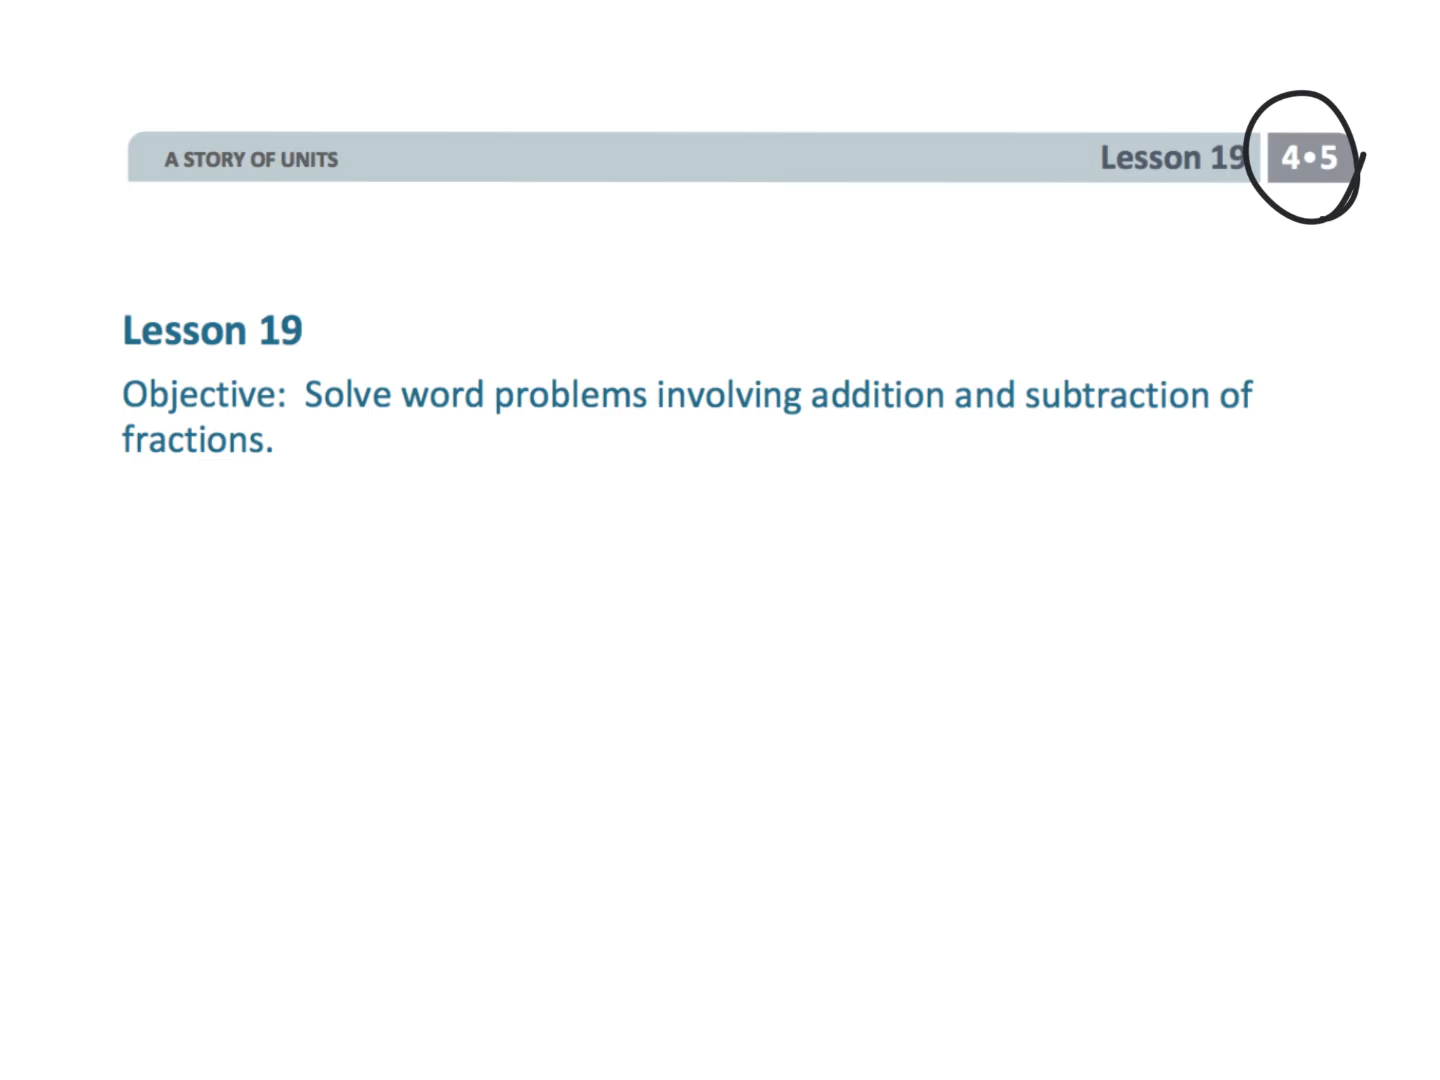 A STORY OF UNITS
Lesson 19
4•5
Lesson 19
Objective: Solve word problems involving addition and subtraction of
fractions.